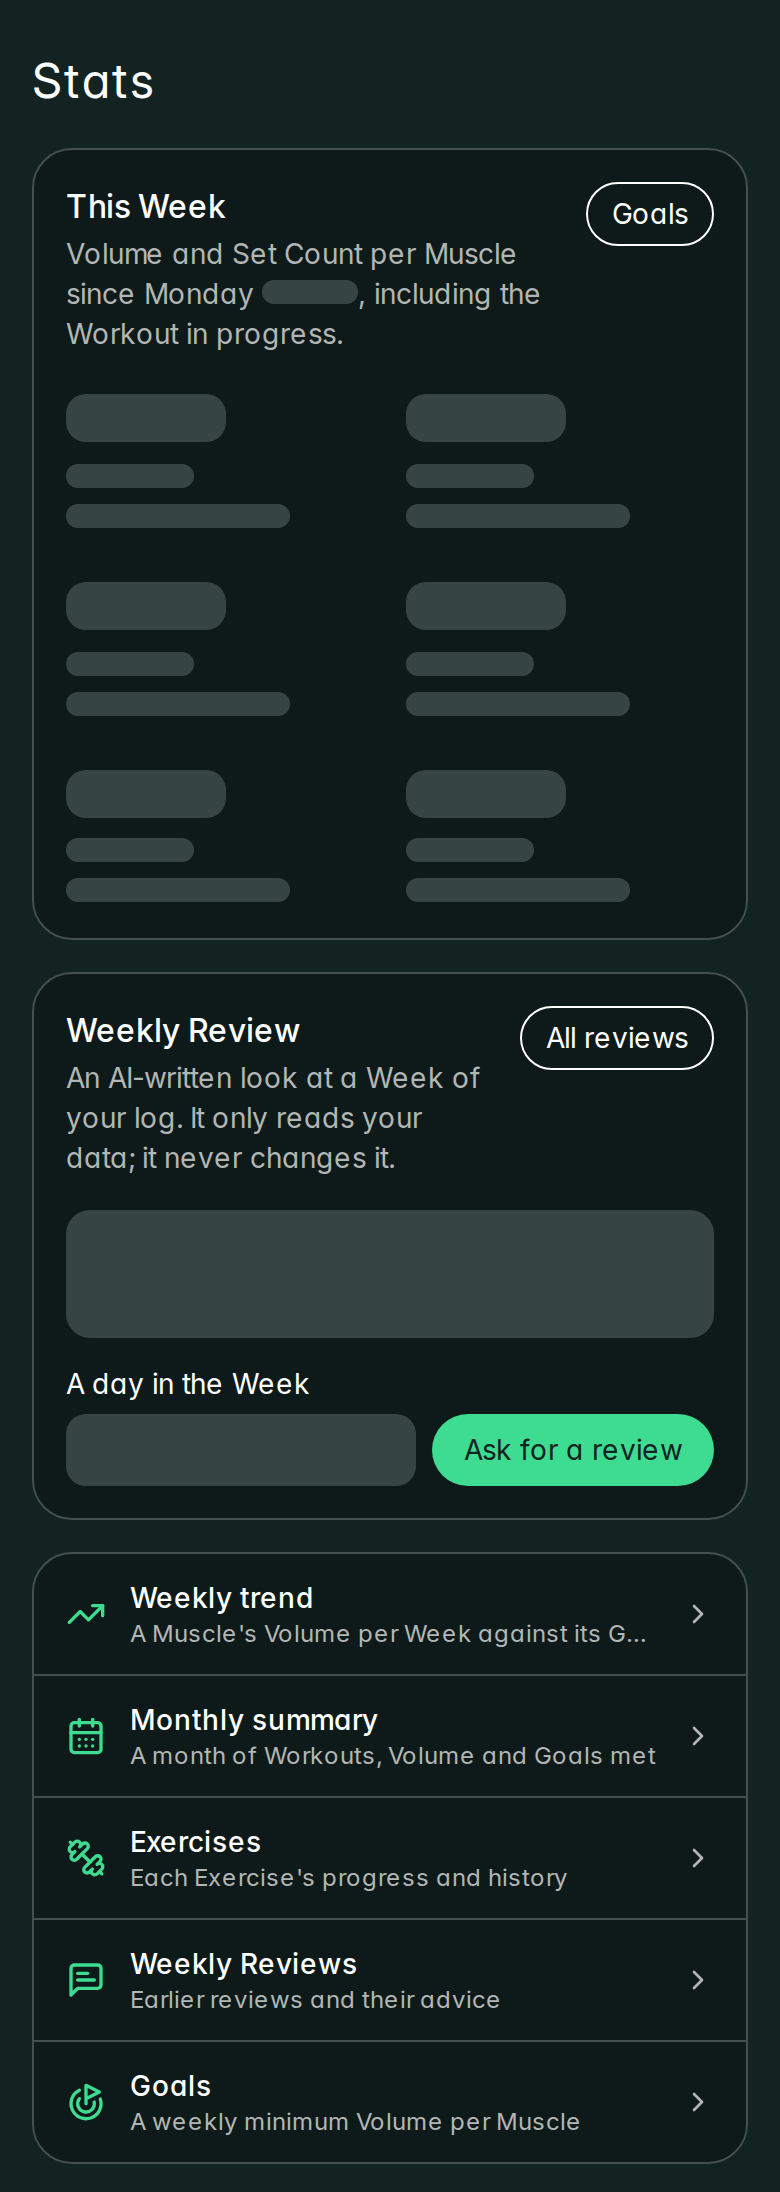 Stats
This Week
Goals
Volume and Set Count per Muscle
since Monday , including the
Workout in progress.
Weekly Review
All reviews
An AI-written look at a Week of
your log. It only reads your
data; it never changes it.
A day in the Week
Ask for a review
Weekly trend
A Muscle's Volume per Week against its G...
Monthly summary
A month of Workouts, Volume and Goals met
Exercises
Each Exercise's progress and history
Weekly Reviews
Earlier reviews and their advice
Goals
A weekly minimum Volume per Muscle